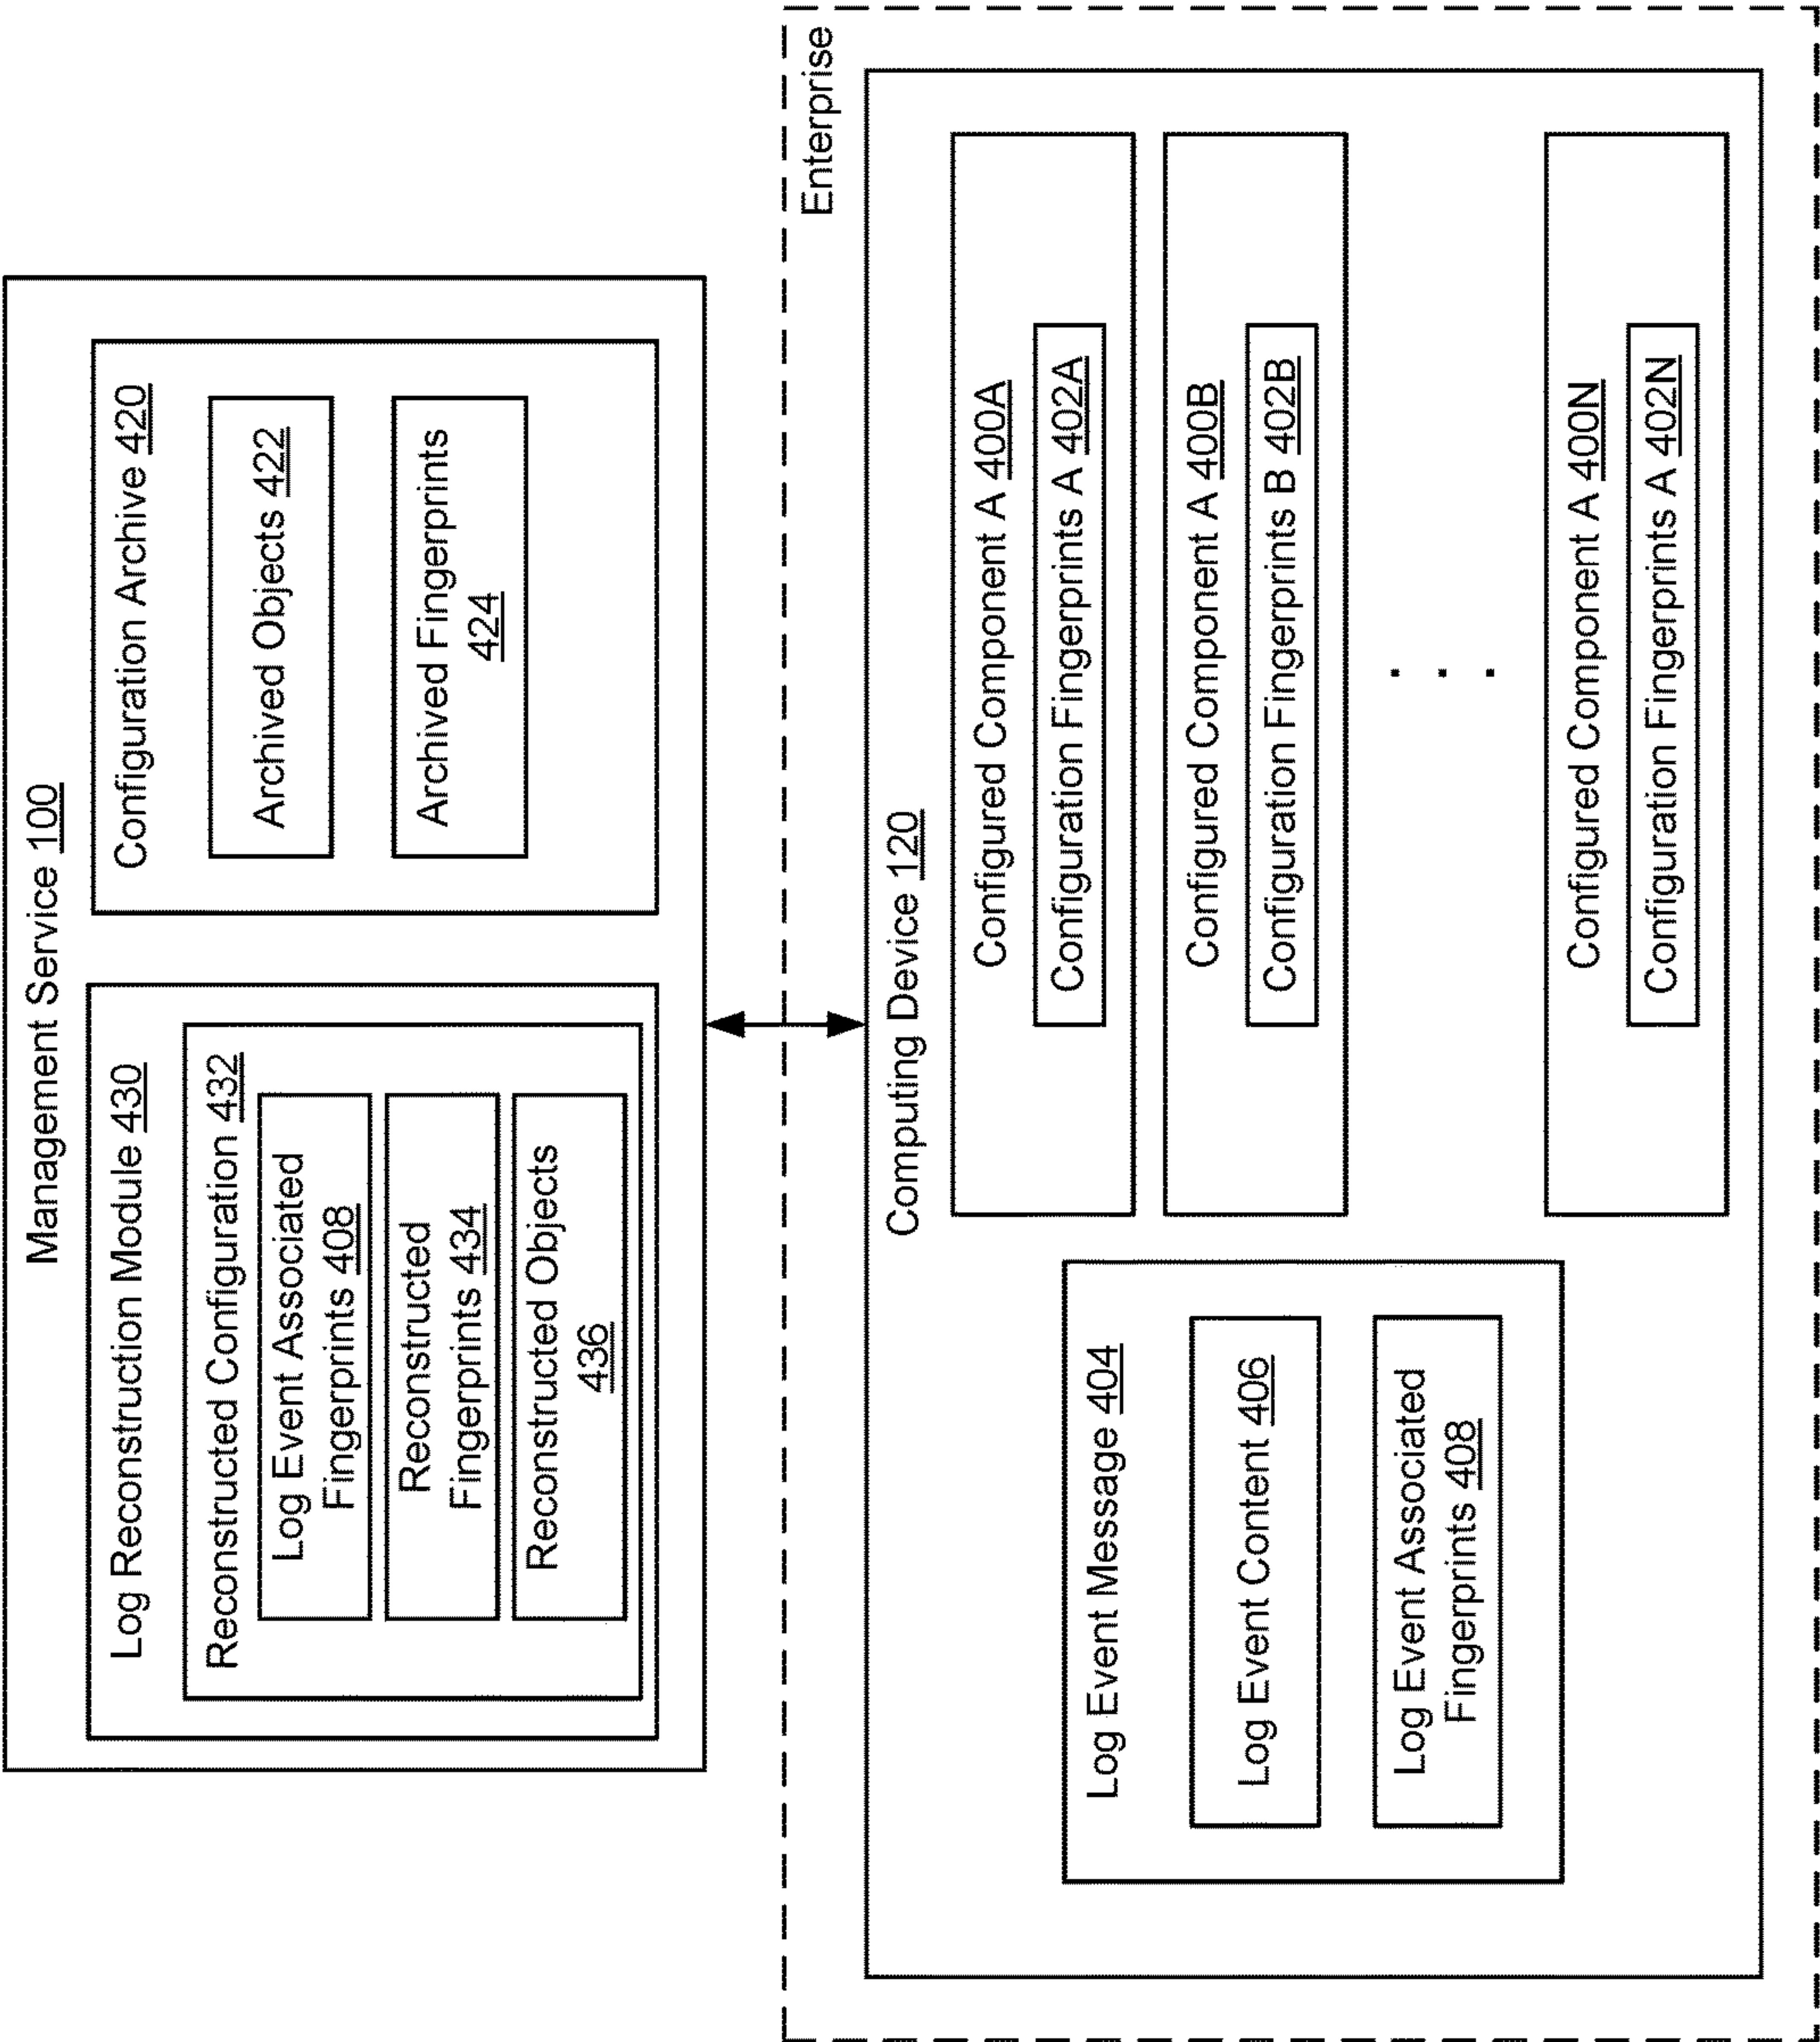 Management Service 100
Log Reconstruction Module 430
Reconstructed Configuration 432
Log Event Associated
Fingerprints 408
Reconstructed
Fingerprints 434
Reconstructed Objects
436
Configuration Archive 420
Archived Objects 422
Archived Fingerprints
424
Enterprise
Computing Device 120
Log Event Message 404
Log Event Content 406
Log Event Associated
Fingerprints 408
Configured Component A 400A
Configuration Fingerprints A 402A
Configured Component A 400B
Configuration Fingerprints B 402B
. . .
Configured Component A 400N
Configuration Fingerprints A 402N